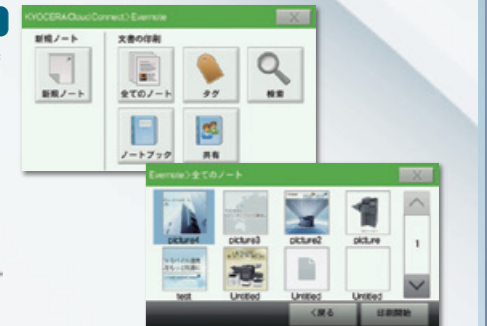 KYOCERA Cloud Connect>Evernote
新規ノート
文書の印刷
新規ノート
全てのノート
タグ
検索
ノートブック
共有
Evernote>全てのノート
picture4
picture3
picture2
picture
1
test
Untitled
Untitled
Untitled
<戻る
印刷開始